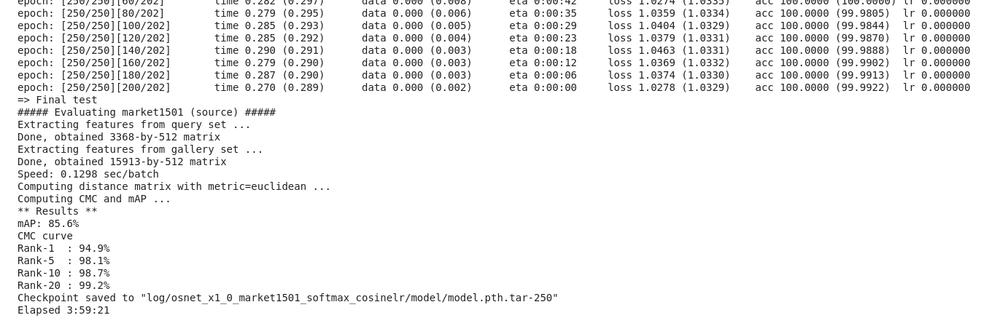 epoch: [250/250][60/202] time 0.282 (0.297) data 0.000 (0.008) eta 0:00:42 loss 1.0274 (1.0335) acc 100.0000 (100.0000) lr 0.000000
epoch: [250/250][80/202] time 0.279 (0.295) data 0.000 (0.006) eta 0:00:35 loss 1.0359 (1.0334) acc 100.0000 (99.9805) lr 0.000000
epoch: [250/250][100/202] time 0.285 (0.293) data 0.000 (0.005) eta 0:00:29 loss 1.0404 (1.0329) acc 100.0000 (99.9844) lr 0.000000
epoch: [250/250][120/202] time 0.285 (0.292) data 0.000 (0.004) eta 0:00:23 loss 1.0379 (1.0331) acc 100.0000 (99.9870) lr 0.000000
epoch: [250/250][140/202] time 0.290 (0.291) data 0.000 (0.003) eta 0:00:18 loss 1.0463 (1.0331) acc 100.0000 (99.9888) lr 0.000000
epoch: [250/250][160/202] time 0.279 (0.290) data 0.000 (0.003) eta 0:00:12 loss 1.0369 (1.0332) acc 100.0000 (99.9902) lr 0.000000
epoch: [250/250][180/202] time 0.287 (0.290) data 0.000 (0.003) eta 0:00:06 loss 1.0374 (1.0330) acc 100.0000 (99.9913) lr 0.000000
epoch: [250/250][200/202] time 0.270 (0.289) data 0.000 (0.002) eta 0:00:00 loss 1.0278 (1.0329) acc 100.0000 (99.9922) lr 0.000000
=> Final test
##### Evaluating market1501 (source) #####
Extracting features from query set ...
Done, obtained 3368-by-512 matrix
Extracting features from gallery set ...
Done, obtained 15913-by-512 matrix
Speed: 0.1298 sec/batch
Computing distance matrix with metric=euclidean ...
Computing CMC and mAP ...
** Results **
mAP: 85.6%
CMC curve
Rank-1 : 94.9%
Rank-5 : 98.1%
Rank-10 : 98.7%
Rank-20 : 99.2%
Checkpoint saved to "log/osnet_x1_0_market1501_softmax_cosinelr/model/model.pth.tar-250"
Elapsed 3:59:21